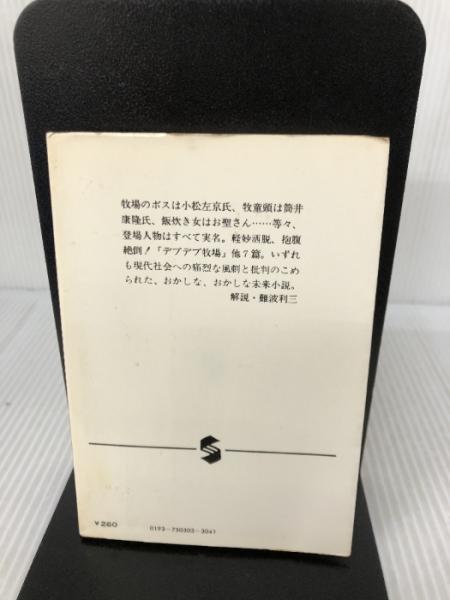 牧場のボスは小松左京氏、牧童頭は筒井
康隆氏、飯炊き女はお聖さん……等々、
登場人物はすべて実名。軽妙洒脱、抱腹
絶倒!「デブデブ牧場」他7篇。いずれ
も現代社会への痛烈な風刺と批判のこめ
られた、おかしな、おかしな未来小説。
解説・難波利三
¥260
0193-750303-3041